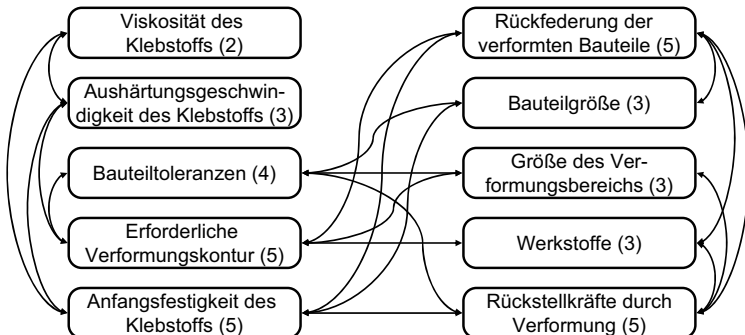 Viskosität des
Klebstoffs (2)
Aushärtungsgeschwin-
digkeit des Klebstoffs (3)
Bauteiltoleranzen (4)
Erforderliche
Verformungskontur (5)
Anfangsfestigkeit des
Klebstoffs (5)
Rückfederung der
verformten Bauteile (5)
Bauteilgröße (3)
Größe des Ver-
formungsbereichs (3)
Werkstoffe (3)
Rückstellkräfte durch
Verformung (5)